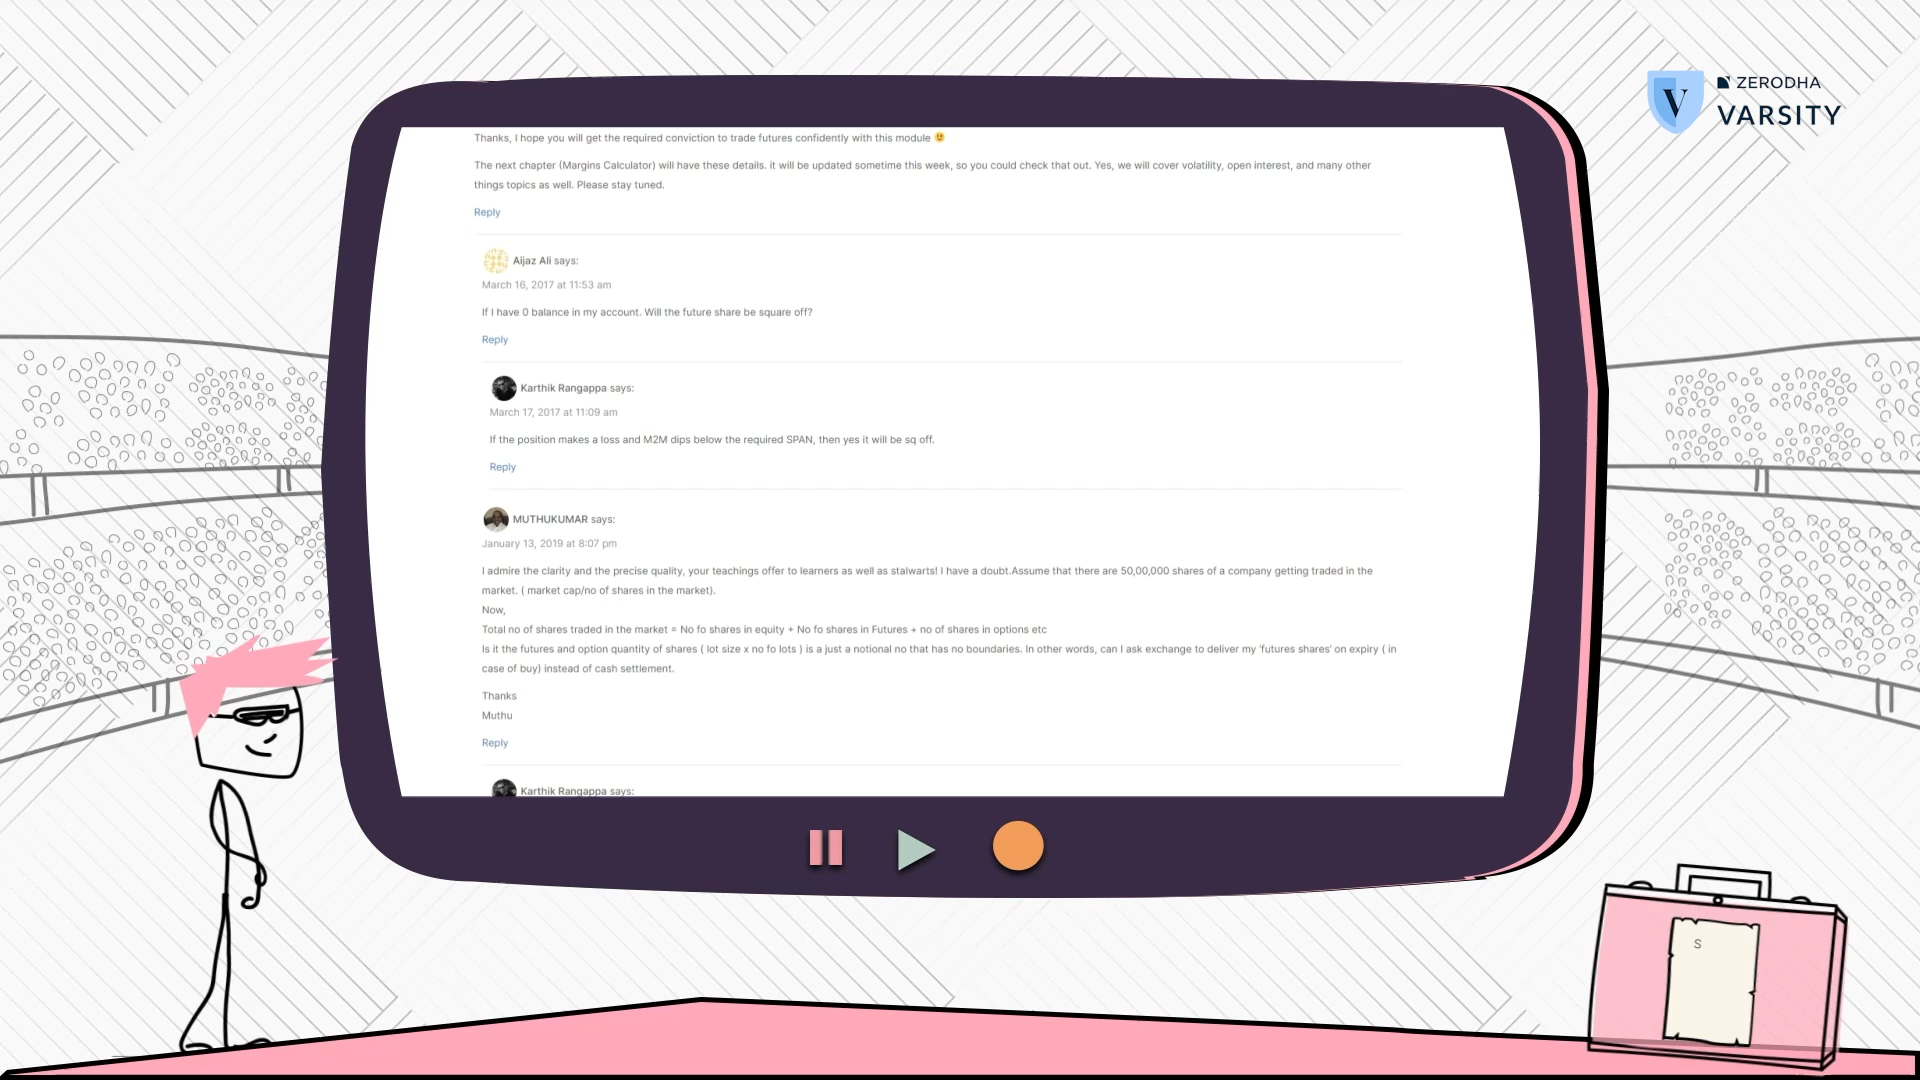 ZERODHA
V VARSITY
Thanks, I hope you will get the required conviction to trade futures confidently with this module 🙂
The next chapter (Margins Calculator) will have these details. it will be updated sometime this week, so you could check that out. Yes, we will cover volatility, open interest, and many other
things topics as well. Please stay tuned.
Reply
Aijaz Ali says:
March 16, 2017 at 11:53 am
If I have 0 balance in my account. Will the future share be square off?
Reply
Karthik Rangappa says:
March 17, 2017 at 11:09 am
If the position makes a loss and M2M dips below the required SPAN, then yes it will be sq off.
Reply
MUTHUKUMAR says:
January 13, 2019 at 8:07 pm
I admire the clarity and the precise quality, your teachings offer to learners as well as stalwarts! I have a doubt.Assume that there are 50,00,000 shares of a company getting traded in the
market. ( market cap/no of shares in the market).
Now,
Total no of shares traded in the market = No fo shares in equity + No fo shares in Futures + no of shares in options etc
Is it the futures and option quantity of shares ( lot size x no fo lots ) is a just a notional no that has no boundaries. In other words, can I ask exchange to deliver my 'futures shares' on expiry ( in
case of buy) instead of cash settlement.
Thanks
Muthu
Reply
Karthik Rangappa says:
S